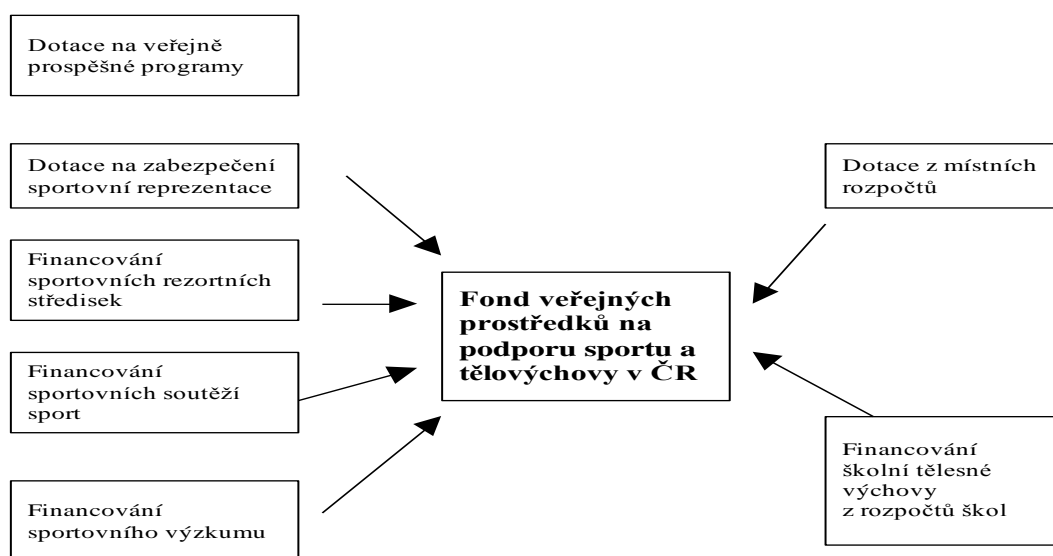 Dotace na veřejně
prospěšné programy
Dotace na zabezpečení
sportovní reprezentace
Financování
sportovních rezortních
středisek
Financování
sportovních soutěží
sport
Financování
sportovního výzkumu
Fond veřejných
prostředků na
podporu sportu a
tělovýchovy v ČR
Dotace z místních
rozpočtů
Financování
školní tělesné
výchovy
z rozpočtů škol